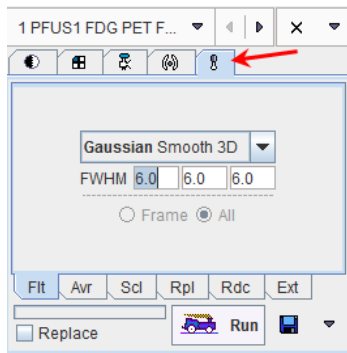 1 PFUS1 FDG PET F...
Gaussian Smooth 3D
FWHM 6.0 6.0 6.0
Frame All
Flt Avr Scl Rpl Rdc Ext
Replace Run